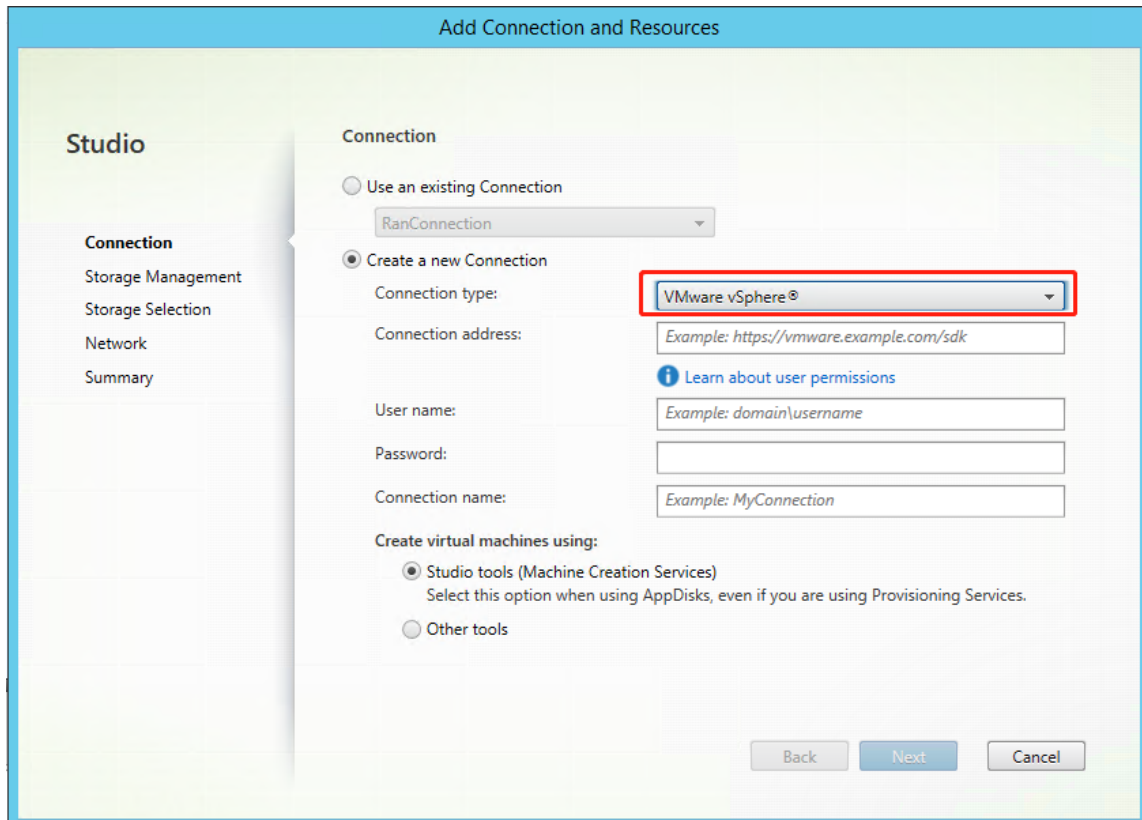 Add Connection and Resources
Studio
Connection
Storage Management
Storage Selection
Network
Summary
Connection
Use an existing Connection
RanConnection
Create a new Connection
Connection type:
VMware vSphere®
Connection address:
Example: https://vmware.example.com/sdk
Learn about user permissions
User name:
Example: domain\username
Password:
Connection name:
Example: MyConnection
Create virtual machines using:
Studio tools (Machine Creation Services)
Select this option when using AppDisks, even if you are using Provisioning Services.
Other tools
Back
Next
Cancel